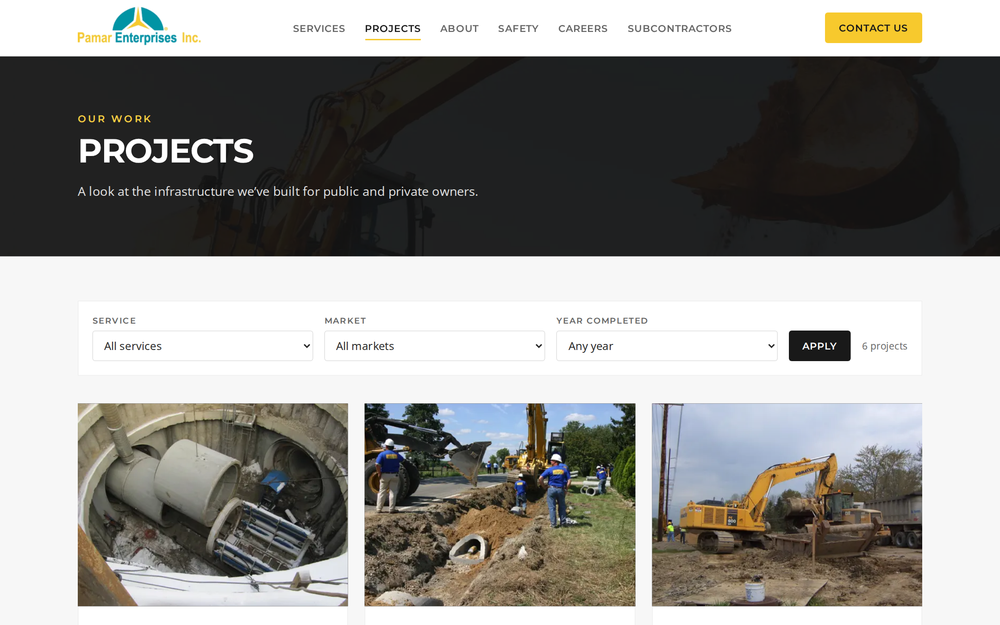 Pamar Enterprises Inc.
SERVICES
PROJECTS
ABOUT
SAFETY
CAREERS
SUBCONTRACTORS
CONTACT US
OUR WORK
PROJECTS
A look at the infrastructure we’ve built for public and private owners.
SERVICE
MARKET
YEAR COMPLETED
All services
All markets
Any year
APPLY
6 projects
KOMATSU
PC
600
CAT